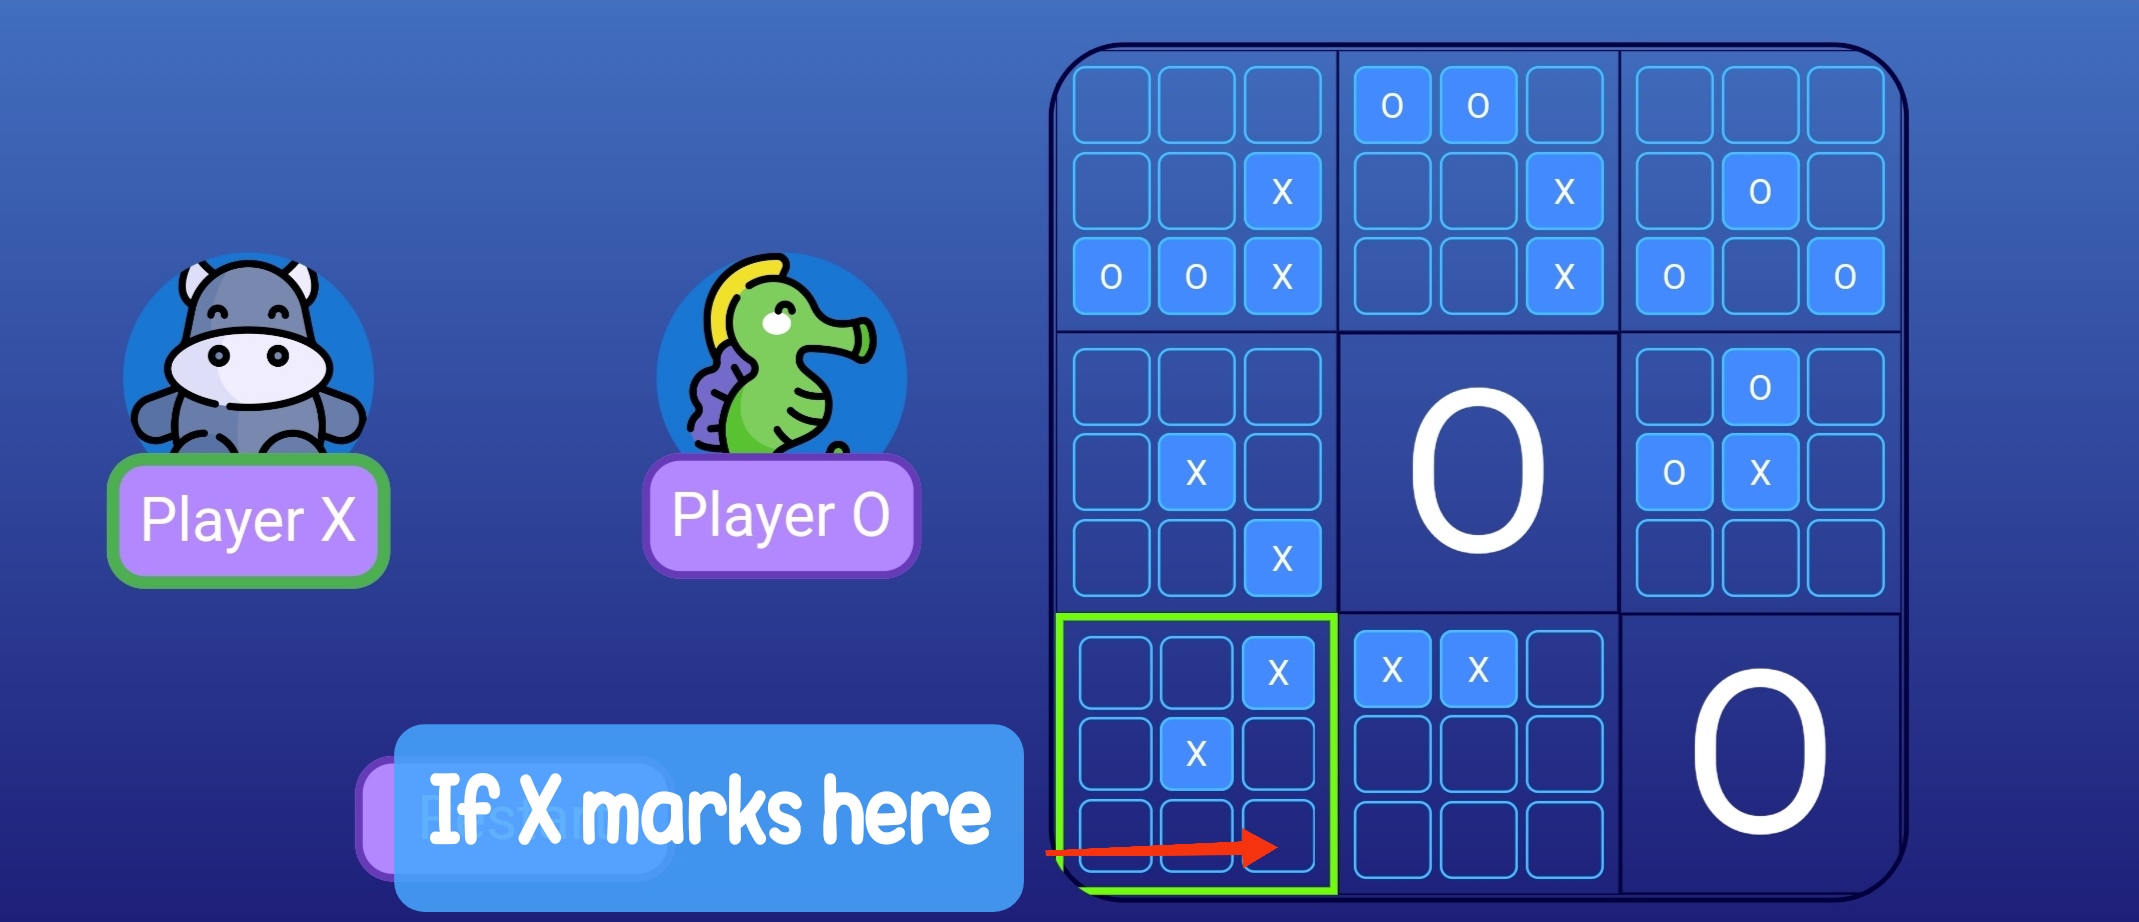 O O
X X O
O O X X O O
O
X O O X
X
Player X Player O
X X X
X O
If X marks here